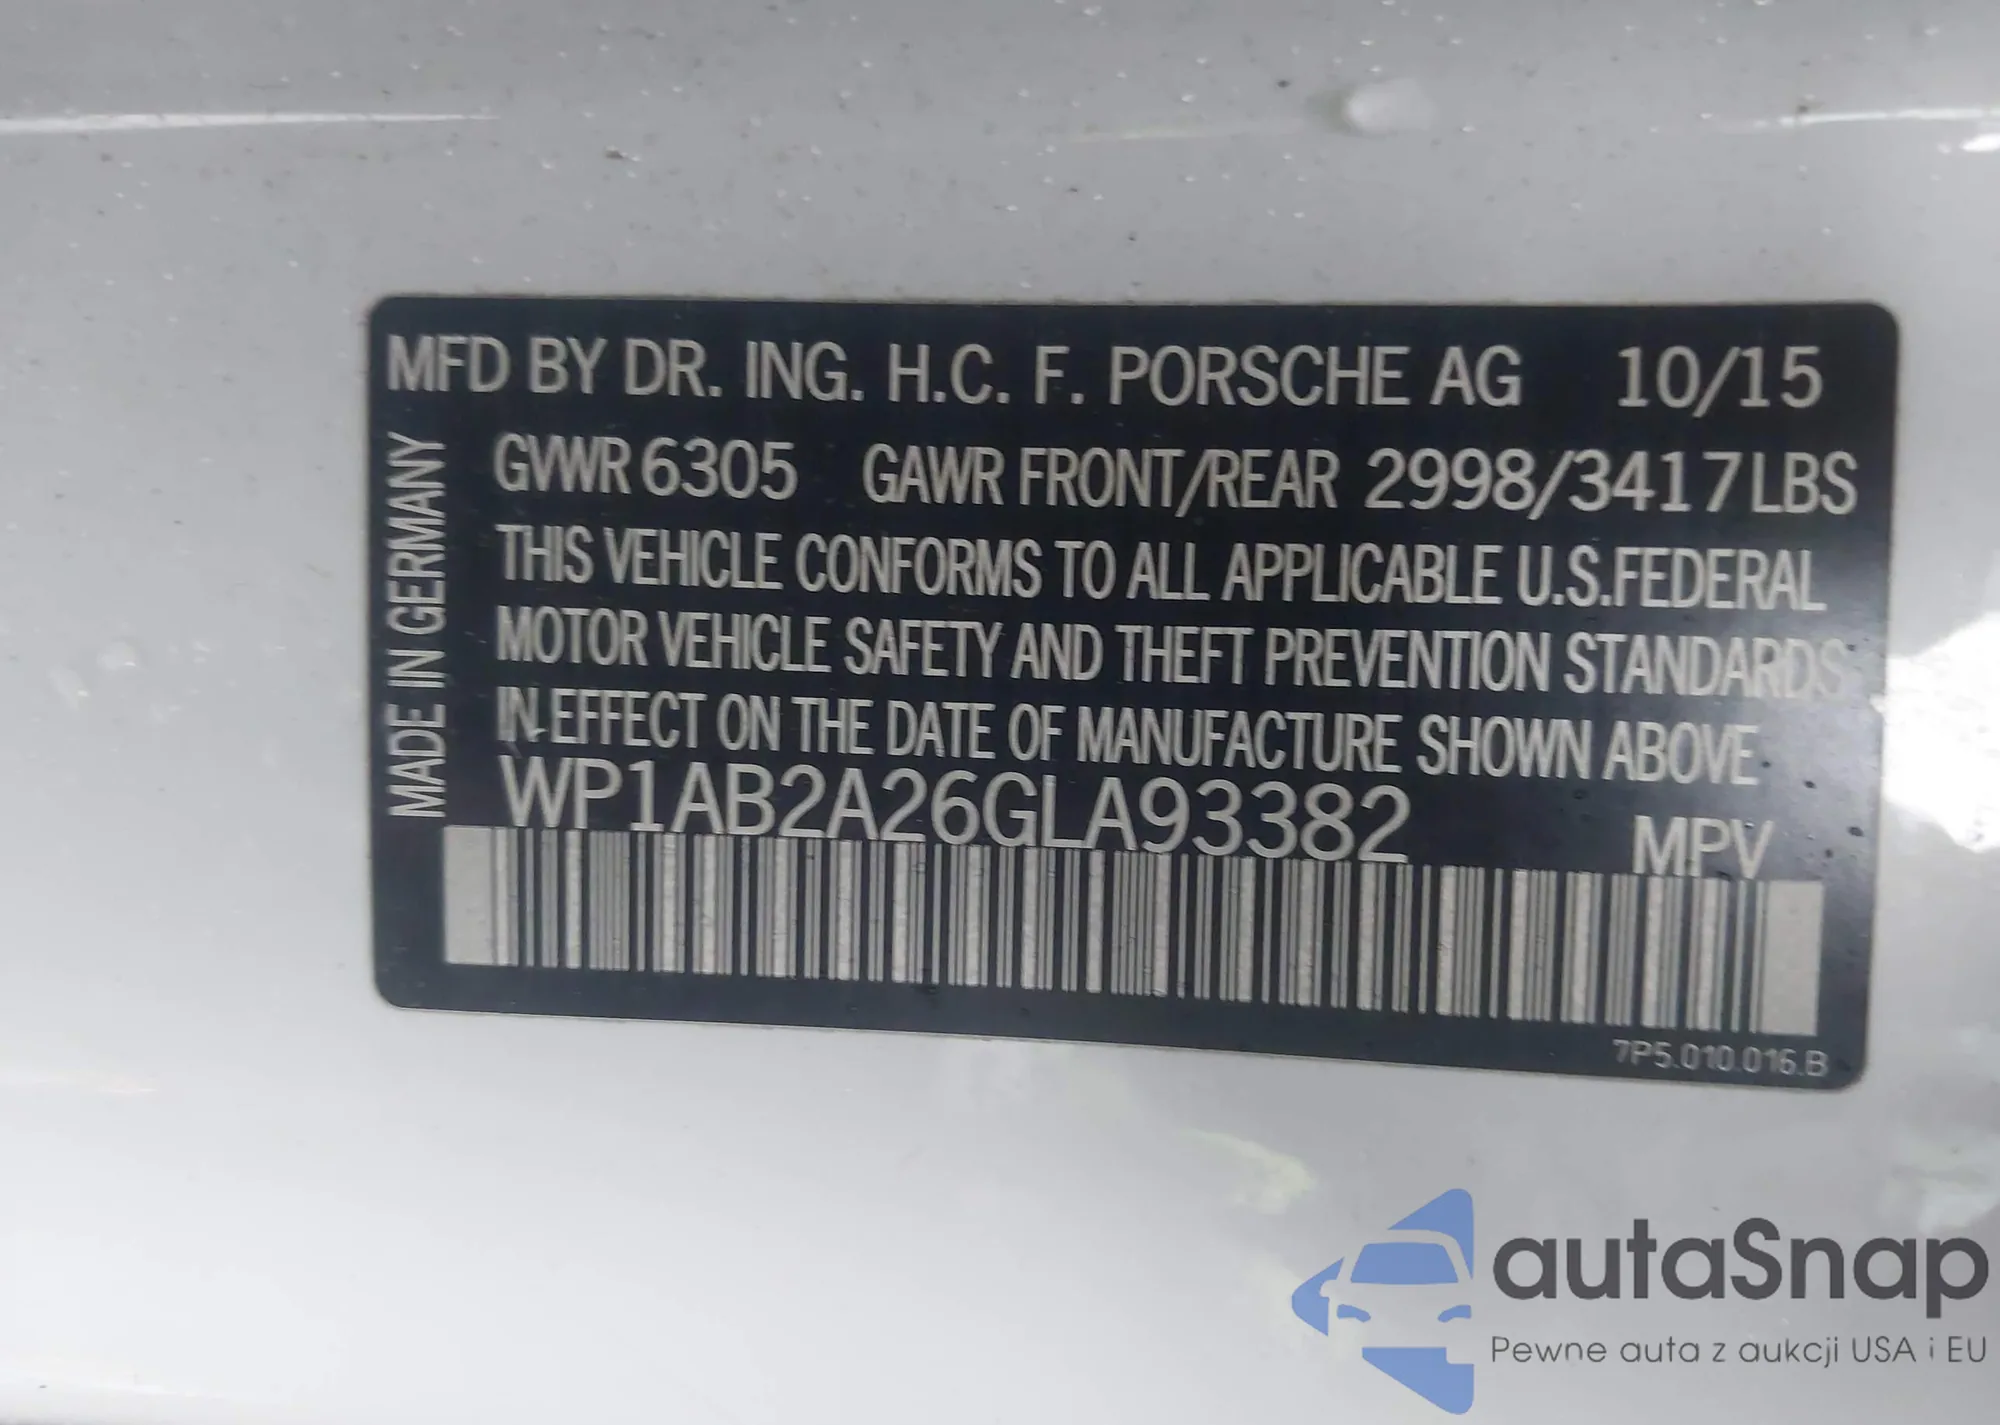 MFD BY DR. ING. H.C. F. PORSCHE AG 10/15
MADE IN GERMANY
GVWR 6305 GAWR FRONT/REAR 2998/3417LBS
THIS VEHICLE CONFORMS TO ALL APPLICABLE U.S.FEDERAL
MOTOR VEHICLE SAFETY AND THEFT PREVENTION STANDARDS
IN EFFECT ON THE DATE OF MANUFACTURE SHOWN ABOVE
WP1AB2A26GLA93382 MPV
7P5.010.016.B
autaSnap
Pewne auta z aukcji USA i EU